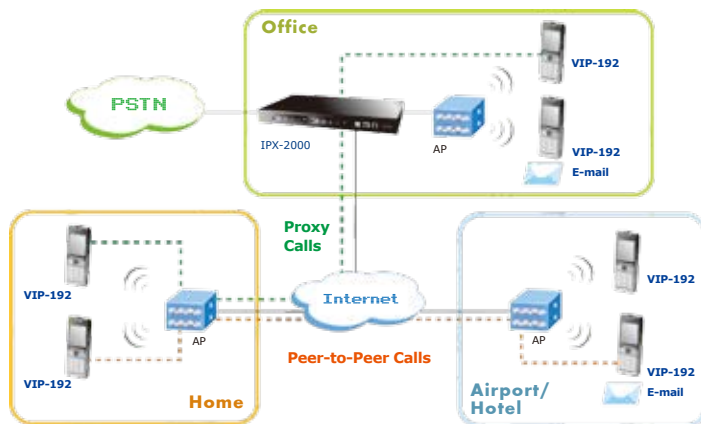 Office
VIP-192
PSTN
IPX-2000
AP
VIP-192
E-mail
Proxy
Calls
VIP-192
VIP-192
Internet
AP
AP
Peer-to-Peer Calls
VIP-192
VIP-192
E-mail
Home
Airport/
Hotel